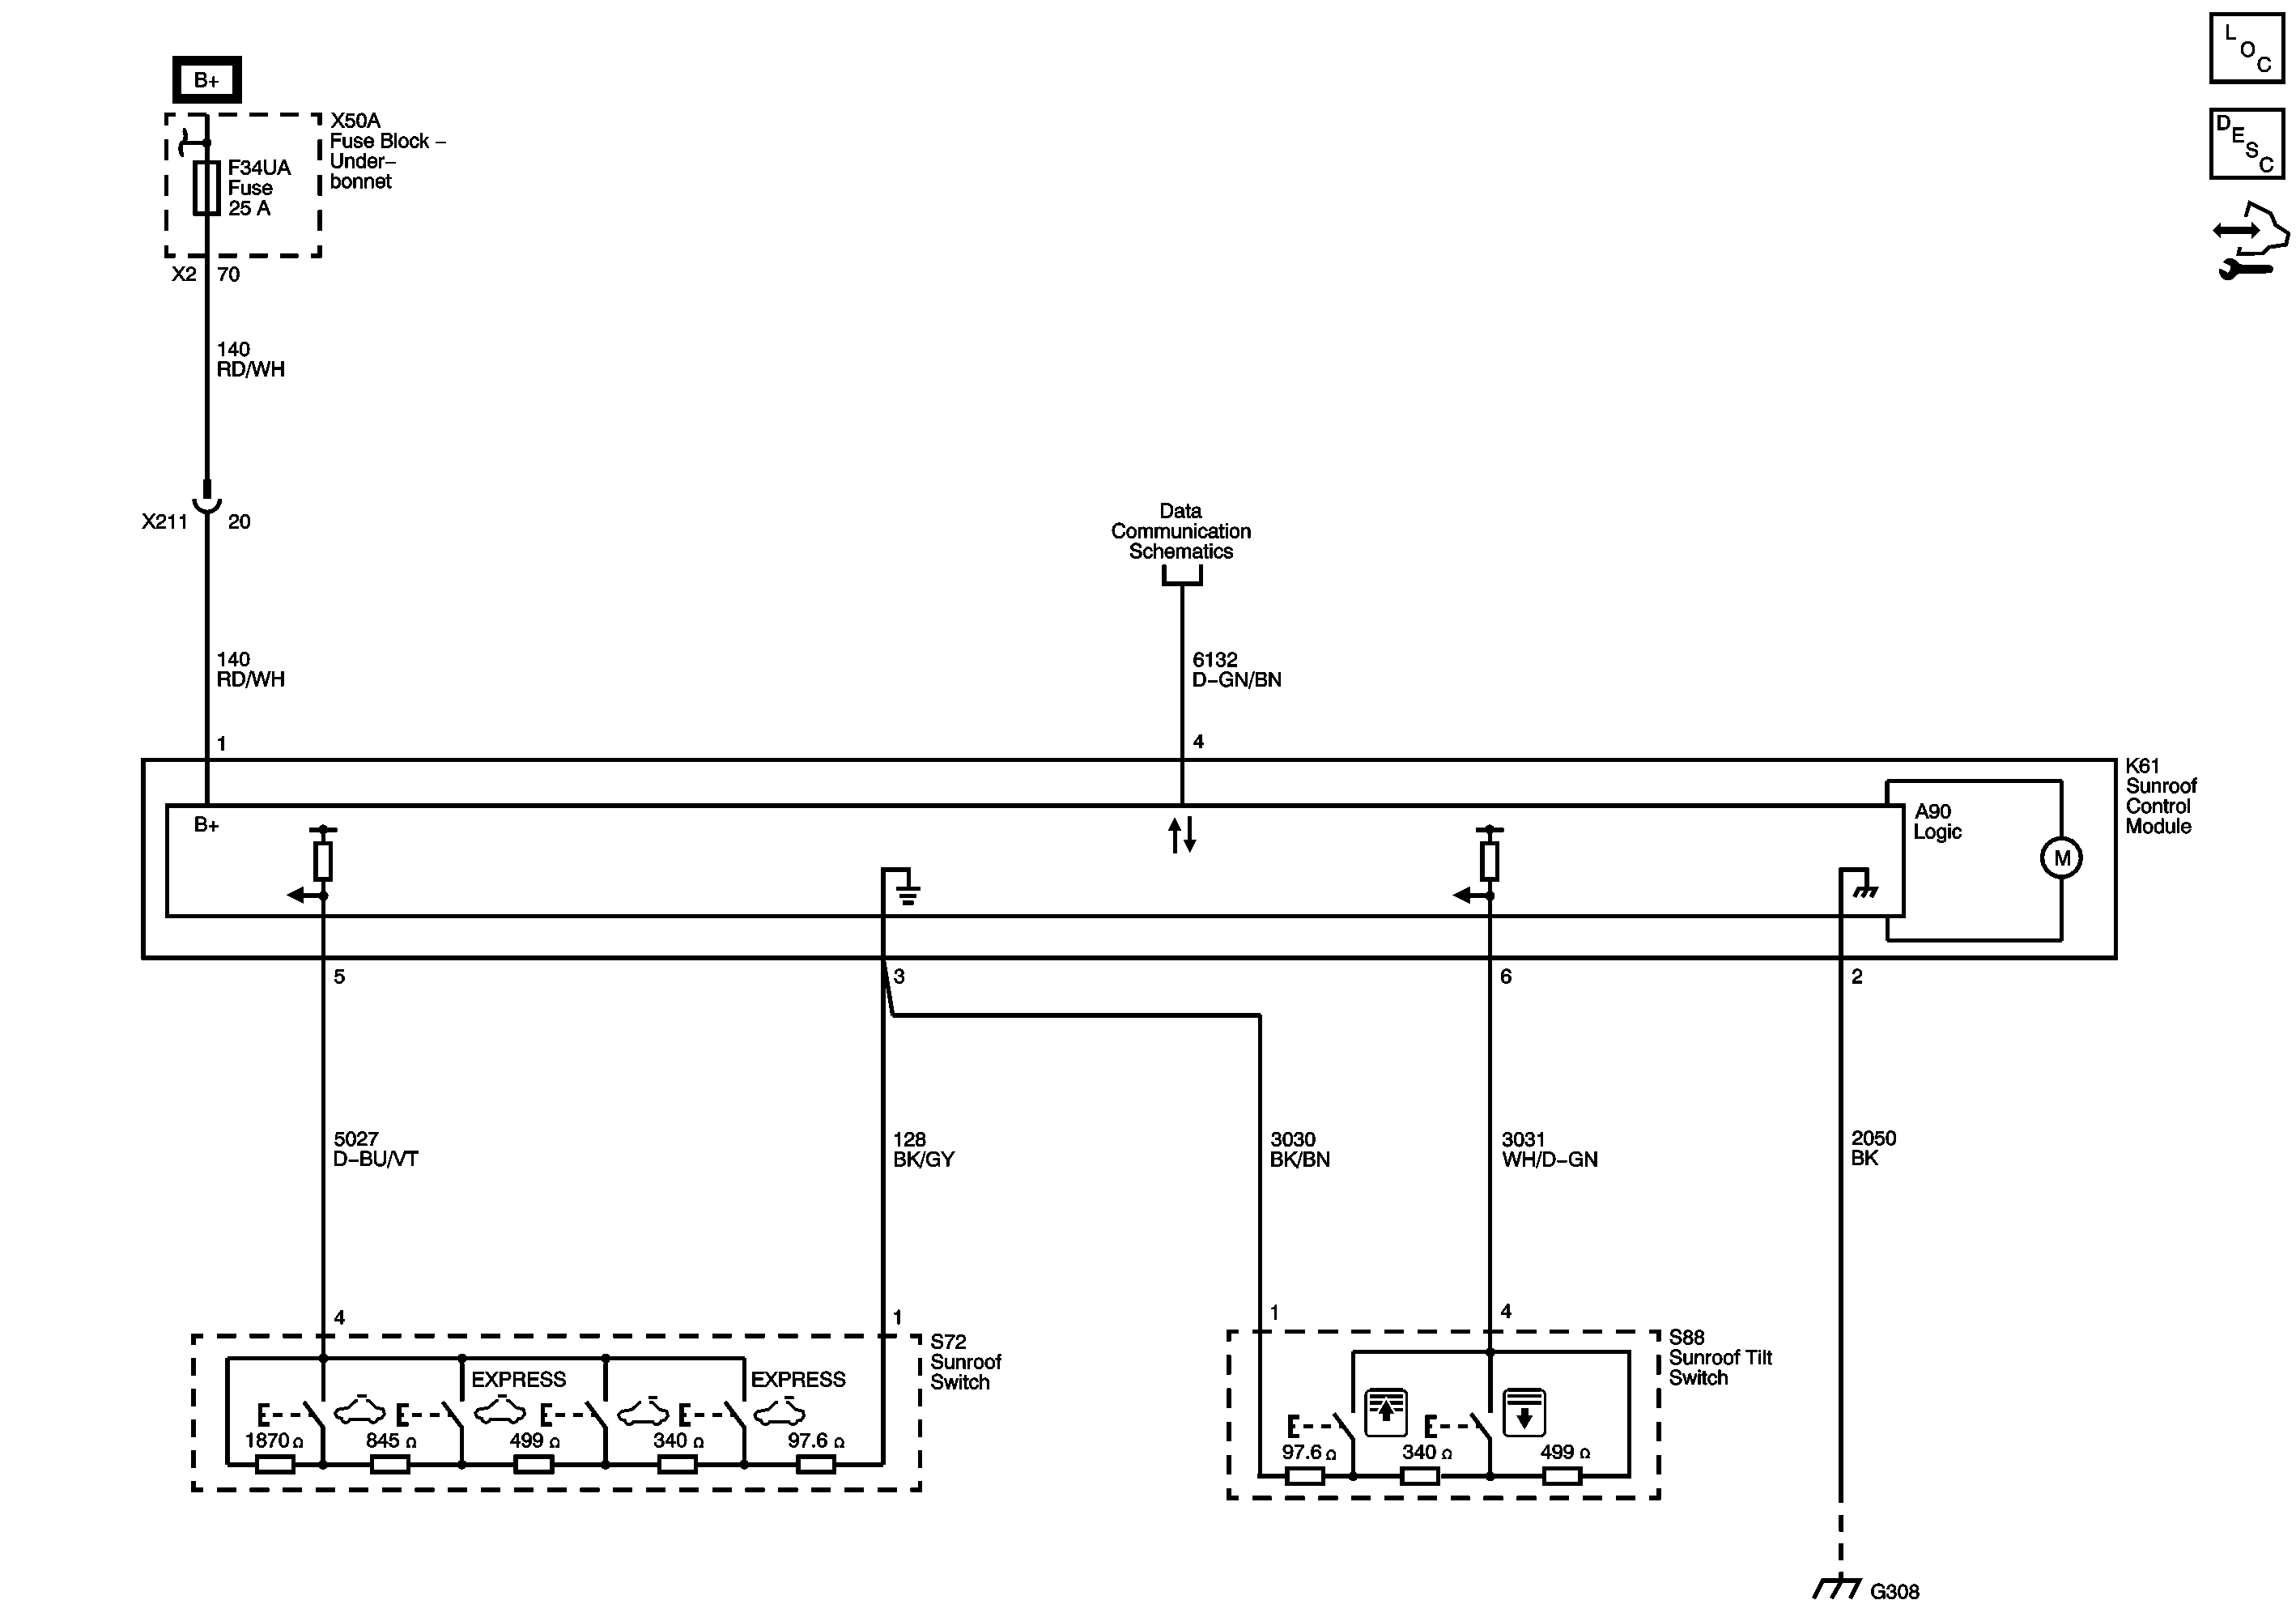 L
O
C
D
E
S
C
B+
X50A
Fuse Block –
Under–
bonnet
F34UA
Fuse
25 A
X2 70
140
RD/WH
X211 20
Data
Communication
Schematics
140
RD/WH
6132
D–GN/BN
1
4
K61
Sunroof
Control
Module
B+
A90
Logic
M
5
3
6
2
5027
D–BU/VT
128
BK/GY
3030
BK/BN
3031
WH/D–GN
2050
BK
4
1
1
4
S72
Sunroof
Switch
EXPRESS
EXPRESS
1870 Ω
845 Ω
499 Ω
340 Ω
97.6 Ω
S88
Sunroof Tilt
Switch
97.6 Ω
340 Ω
499 Ω
G308